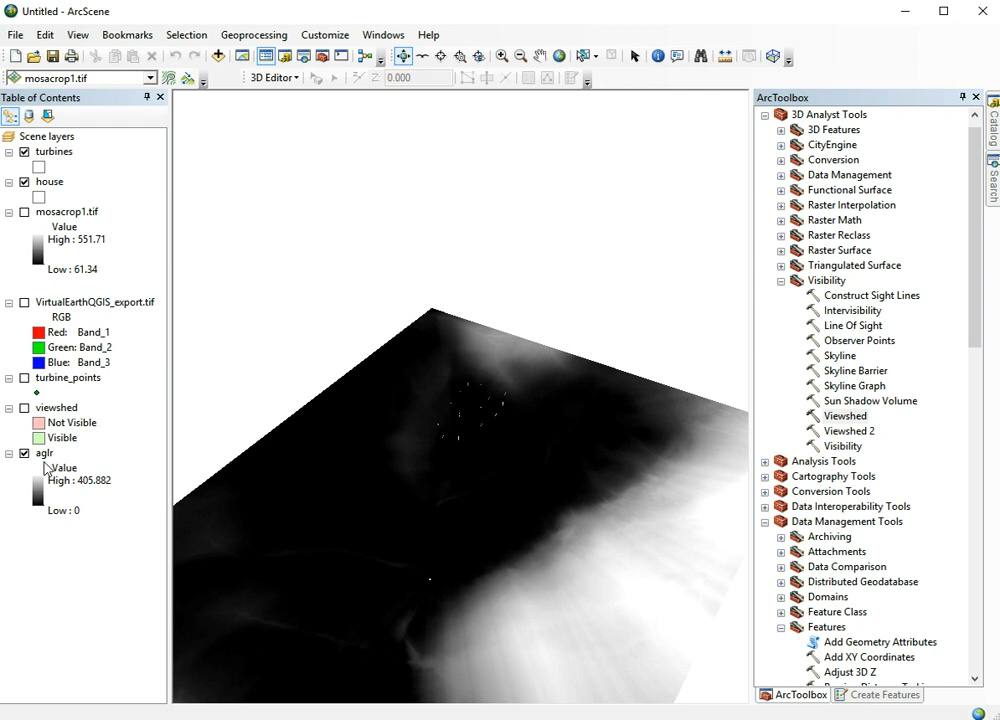 Untitled - ArcScene
File Edit View Bookmarks Selection Geoprocessing Customize Windows Help
mosacrop1.tif 3D Editor 0.000
Table of Contents
Scene layers
turbines
house
mosacrop1.tif
Value
High : 551.71
Low : 61.34
VirtualEarthQGIS_export.tif
RGB
Red: Band_1
Green: Band_2
Blue: Band_3
turbine_points
viewshed
Not Visible
Visible
aglr
Value
High : 405.882
Low : 0
ArcToolbox
3D Analyst Tools
3D Features
CityEngine
Conversion
Data Management
Functional Surface
Raster Interpolation
Raster Math
Raster Reclass
Raster Surface
Triangulated Surface
Visibility
Construct Sight Lines
Intervisibility
Line Of Sight
Observer Points
Skyline
Skyline Barrier
Skyline Graph
Sun Shadow Volume
Viewshed
Viewshed 2
Visibility
Analysis Tools
Cartography Tools
Conversion Tools
Data Interoperability Tools
Data Management Tools
Archiving
Attachments
Data Comparison
Distributed Geodatabase
Domains
Feature Class
Features
Add Geometry Attributes
Add XY Coordinates
Adjust 3D Z
ArcToolbox Create Features
Catalog
Search